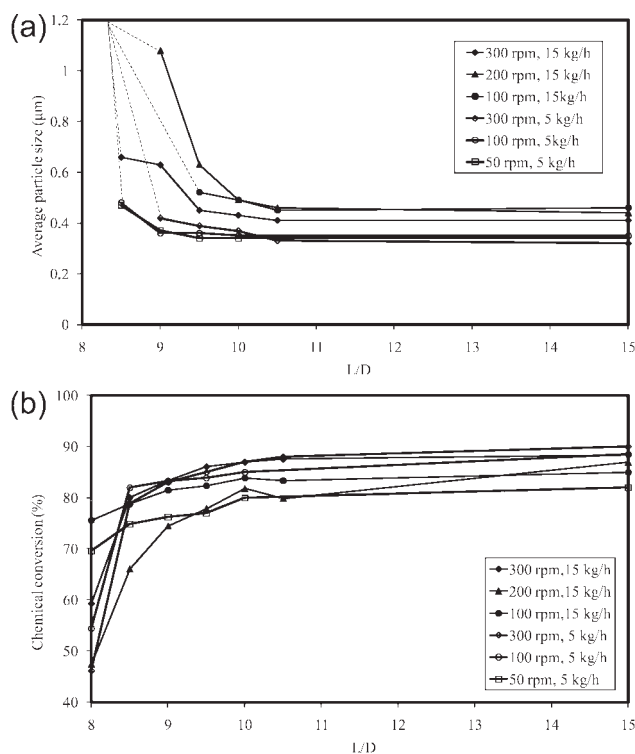 (a)
1,2
1
0,8
0,6
0,4
0,2
0
Average particle size (μm)
8 9 10 11 12 13 14 15
L/D
300 rpm, 15 kg/h
200 rpm, 15 kg/h
100 rpm, 15kg/h
300 rpm, 5 kg/h
100 rpm, 5kg/h
50 rpm, 5 kg/h
(b)
100
90
80
70
60
50
40
Chemical conversion (%)
8 9 10 11 12 13 14 15
L/D
300 rpm,15 kg/h
200 rpm,15 kg/h
100 rpm,15 kg/h
300 rpm, 5 kg/h
100 rpm, 5 kg/h
50 rpm, 5 kg/h